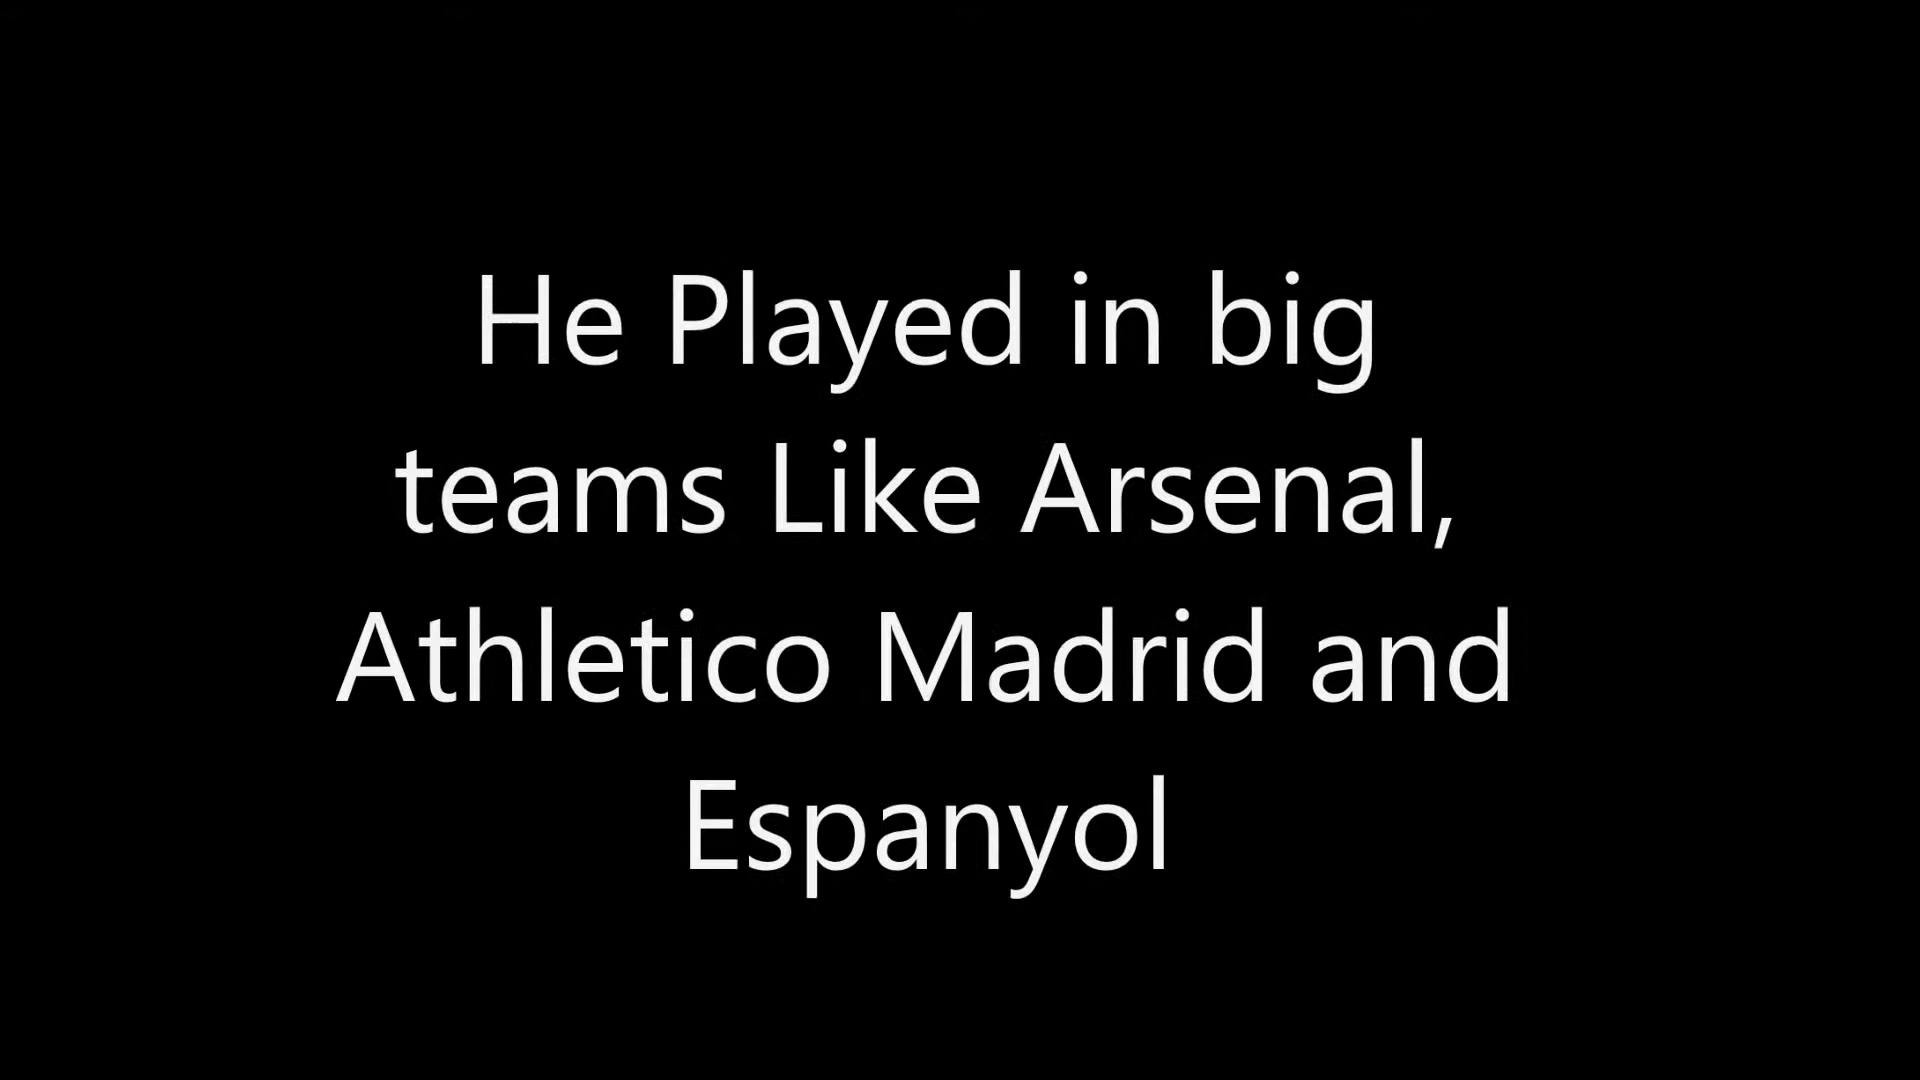 He Played in big
teams Like Arsenal,
Athletico Madrid and
Espanyol